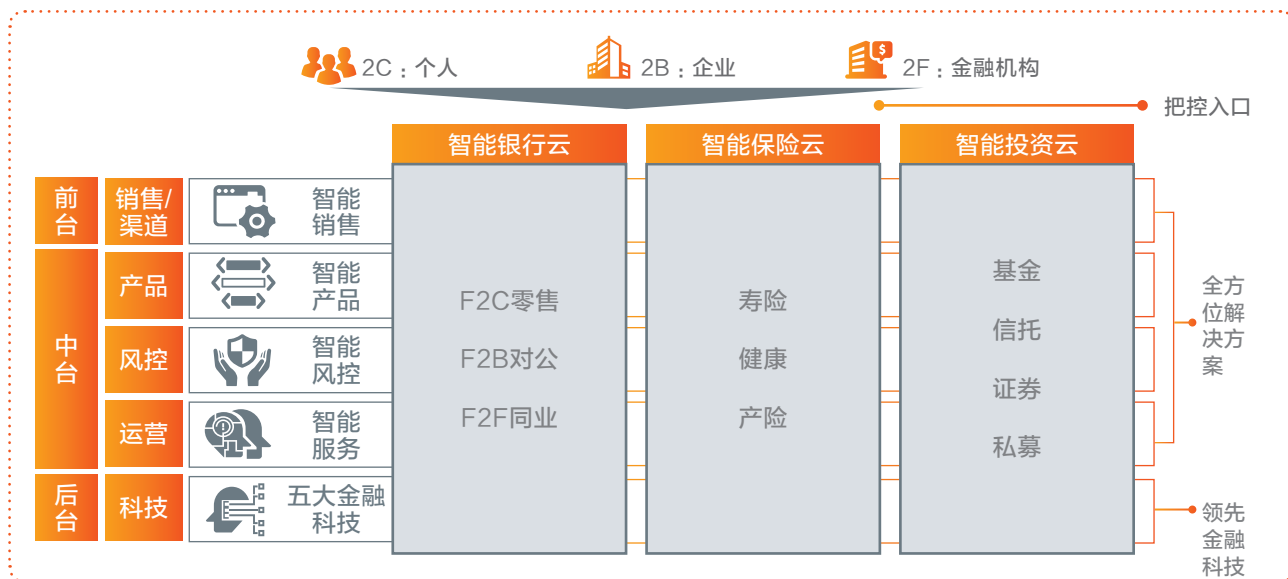 2C：个人
2B：企业
2F：金融机构
把控入口
智能银行云
智能保险云
智能投资云
前
台
销售/
渠道
智能
销售
中
台
产品
智能
产品
风控
智能
风控
运营
智能
服务
后
台
科技
五大金融
科技
F2C零售
F2B对公
F2F同业
寿险
健康
产险
基金
信托
证券
私募
全方
位解
决方
案
领先
金融
科技